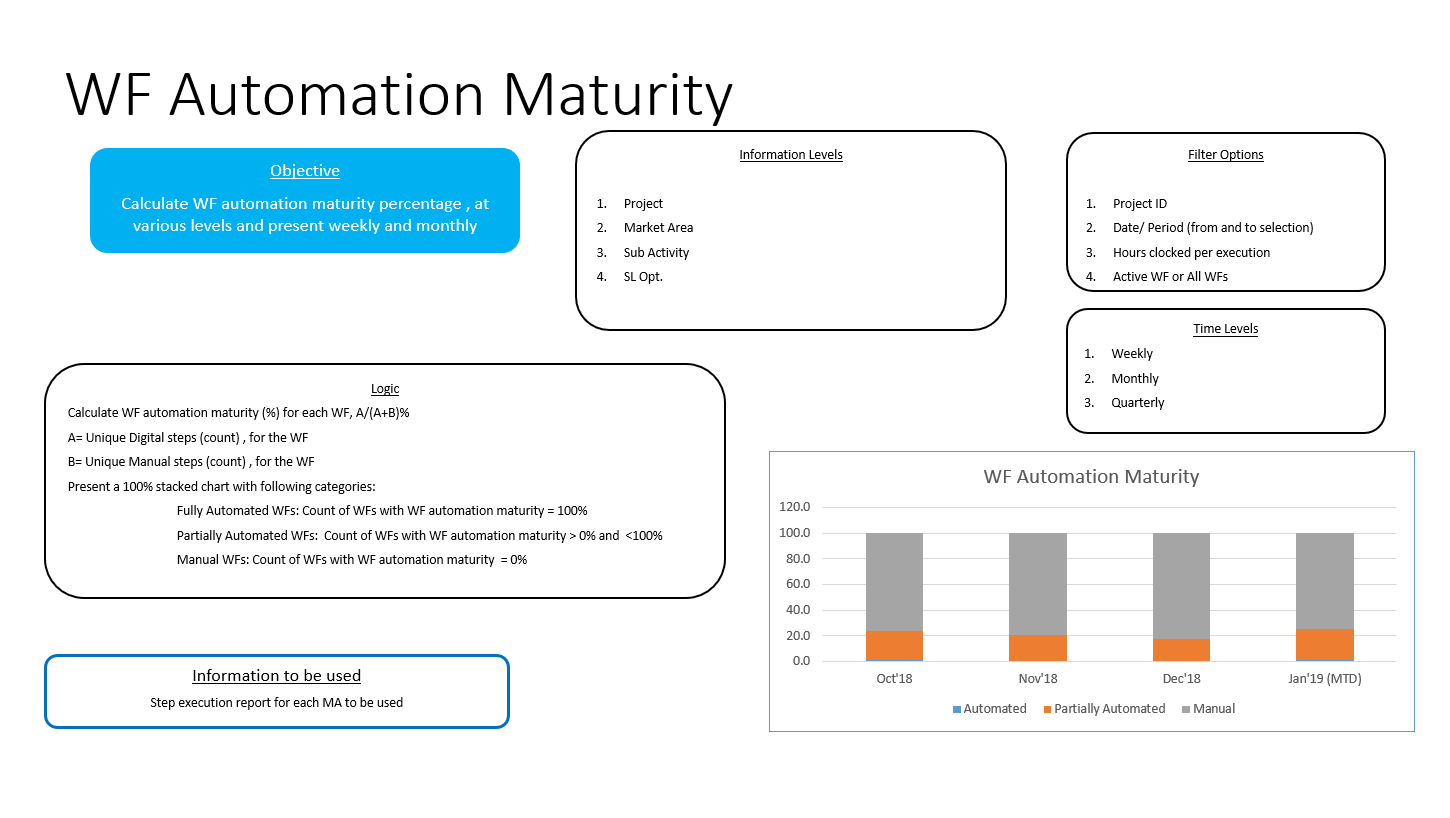 WF Automation Maturity
Objective
Calculate WF automation maturity percentage , at
various levels and present weekly and monthly
Information Levels
1. Project
2. Market Area
3. Sub Activity
4. SL Opt.
Filter Options
1. Project ID
2. Date/ Period (from and to selection)
3. Hours clocked per execution
4. Active WF or All WFs
Time Levels
1. Weekly
2. Monthly
3. Quarterly
Logic
Calculate WF automation maturity (%) for each WF, A/(A+B)%
A= Unique Digital steps (count) , for the WF
B= Unique Manual steps (count) , for the WF
Present a 100% stacked chart with following categories:
Fully Automated WFs: Count of WFs with WF automation maturity = 100%
Partially Automated WFs:  Count of WFs with WF automation maturity > 0% and  <100%
Manual WFs: Count of WFs with WF automation maturity  = 0%
WF Automation Maturity
120.0
100.0
80.0
60.0
40.0
20.0
0.0
Oct'18 Nov'18 Dec'18 Jan'19 (MTD)
Automated Partially Automated Manual
Information to be used
Step execution report for each MA to be used